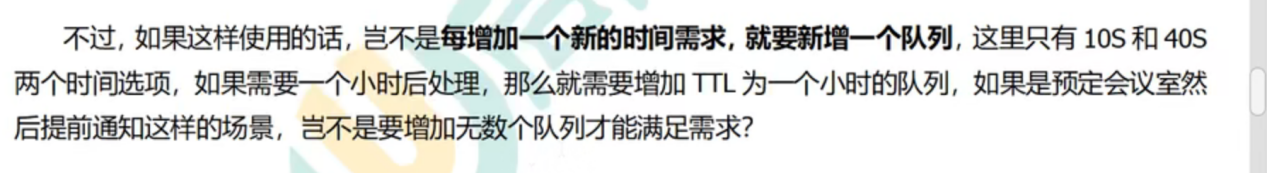 不过，如果这样使用的话，岂不是每增加一个新的时间需求，就要新增一个队列，这里只有 10S 和 40S
两个时间选项，如果需要一个小时后处理，那么就需要增加 TTL 为一个小时的队列，如果是预定会议室然
后提前通知这样的场景，岂不是要增加无数个队列才能满足需求？